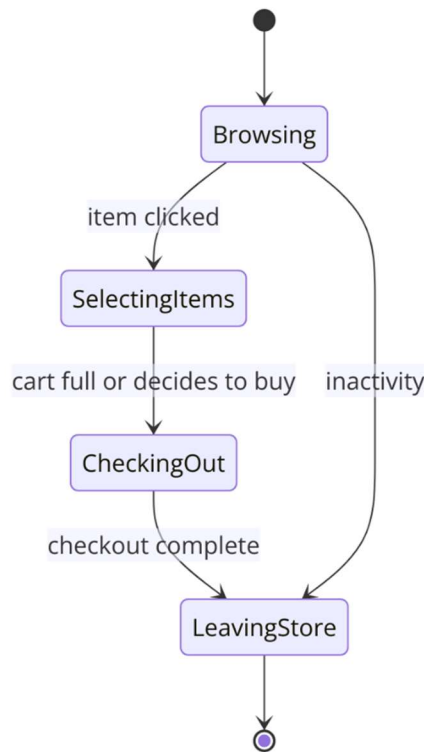 Browsing
item clicked
SelectingItems
cart full or decides to buy
inactivity
CheckingOut
checkout complete
LeavingStore